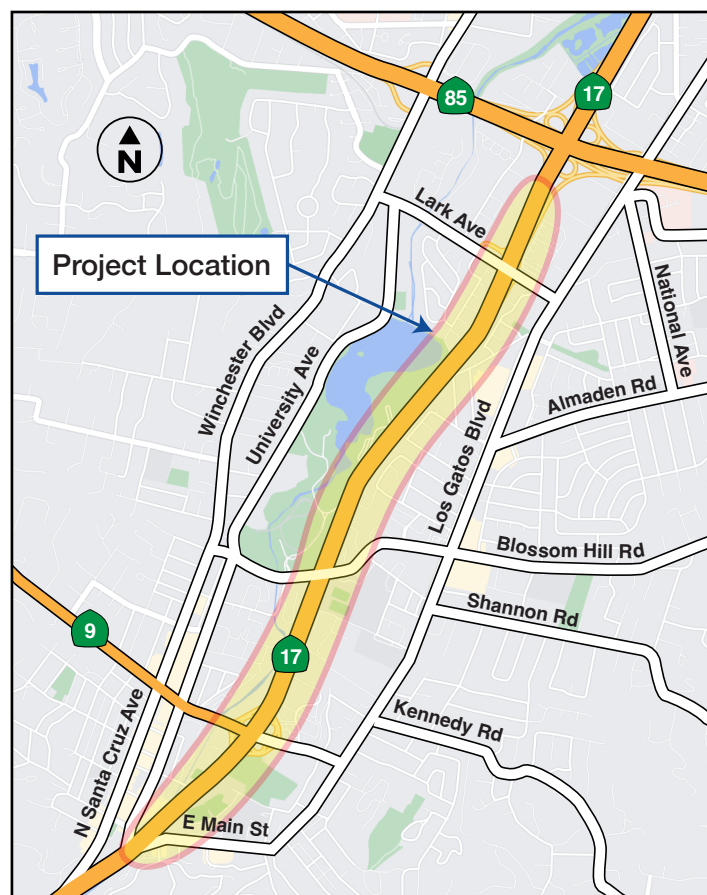 85
17
N
Lark Ave
Project Location
National Ave
Winchester Blvd
University Ave
Almaden Rd
Los Gatos Blvd
Blossom Hill Rd
Shannon Rd
9
17
Kennedy Rd
N Santa Cruz Ave
E Main St